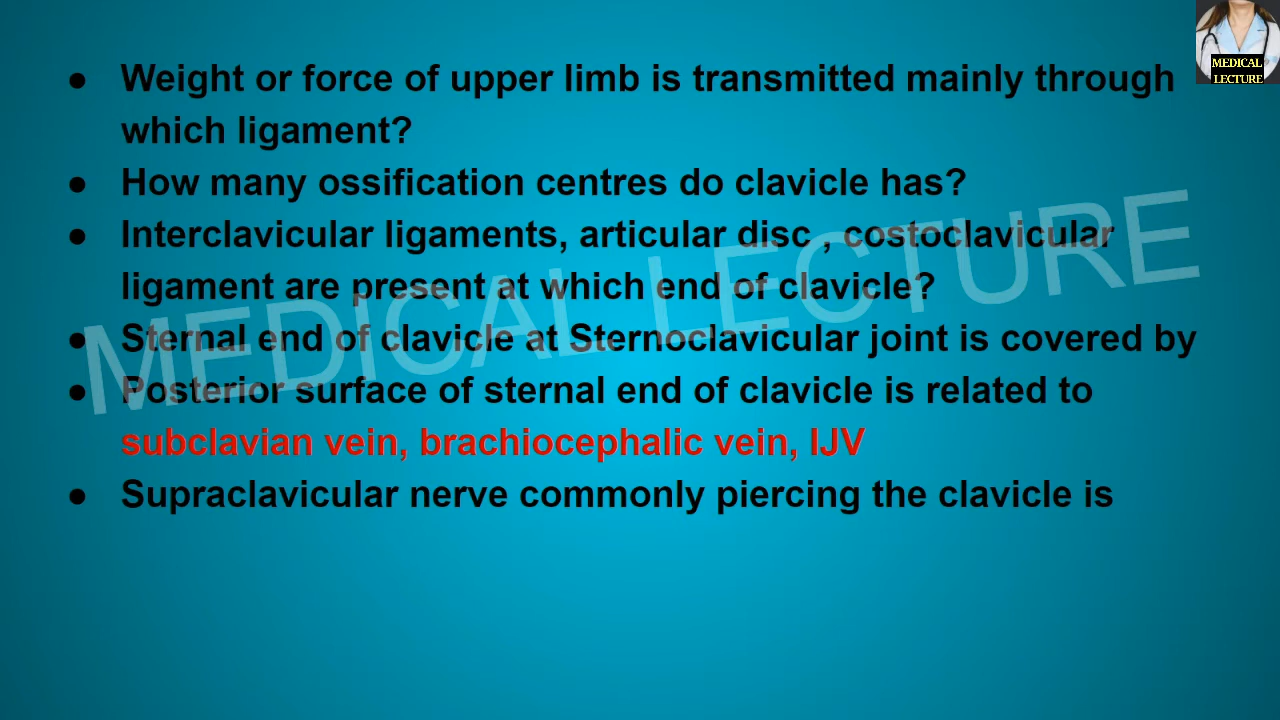 ● Weight or force of upper limb is transmitted mainly through
which ligament?
● How many ossification centres do clavicle has?
● Interclavicular ligaments, articular disc , costoclavicular
ligament are present at which end of clavicle?
● Sternal end of clavicle at Sternoclavicular joint is covered by
● Posterior surface of sternal end of clavicle is related to
subclavian vein, brachiocephalic vein, IJV
● Supraclavicular nerve commonly piercing the clavicle is
MEDICAL LECTURE
MEDICAL
LECTURE